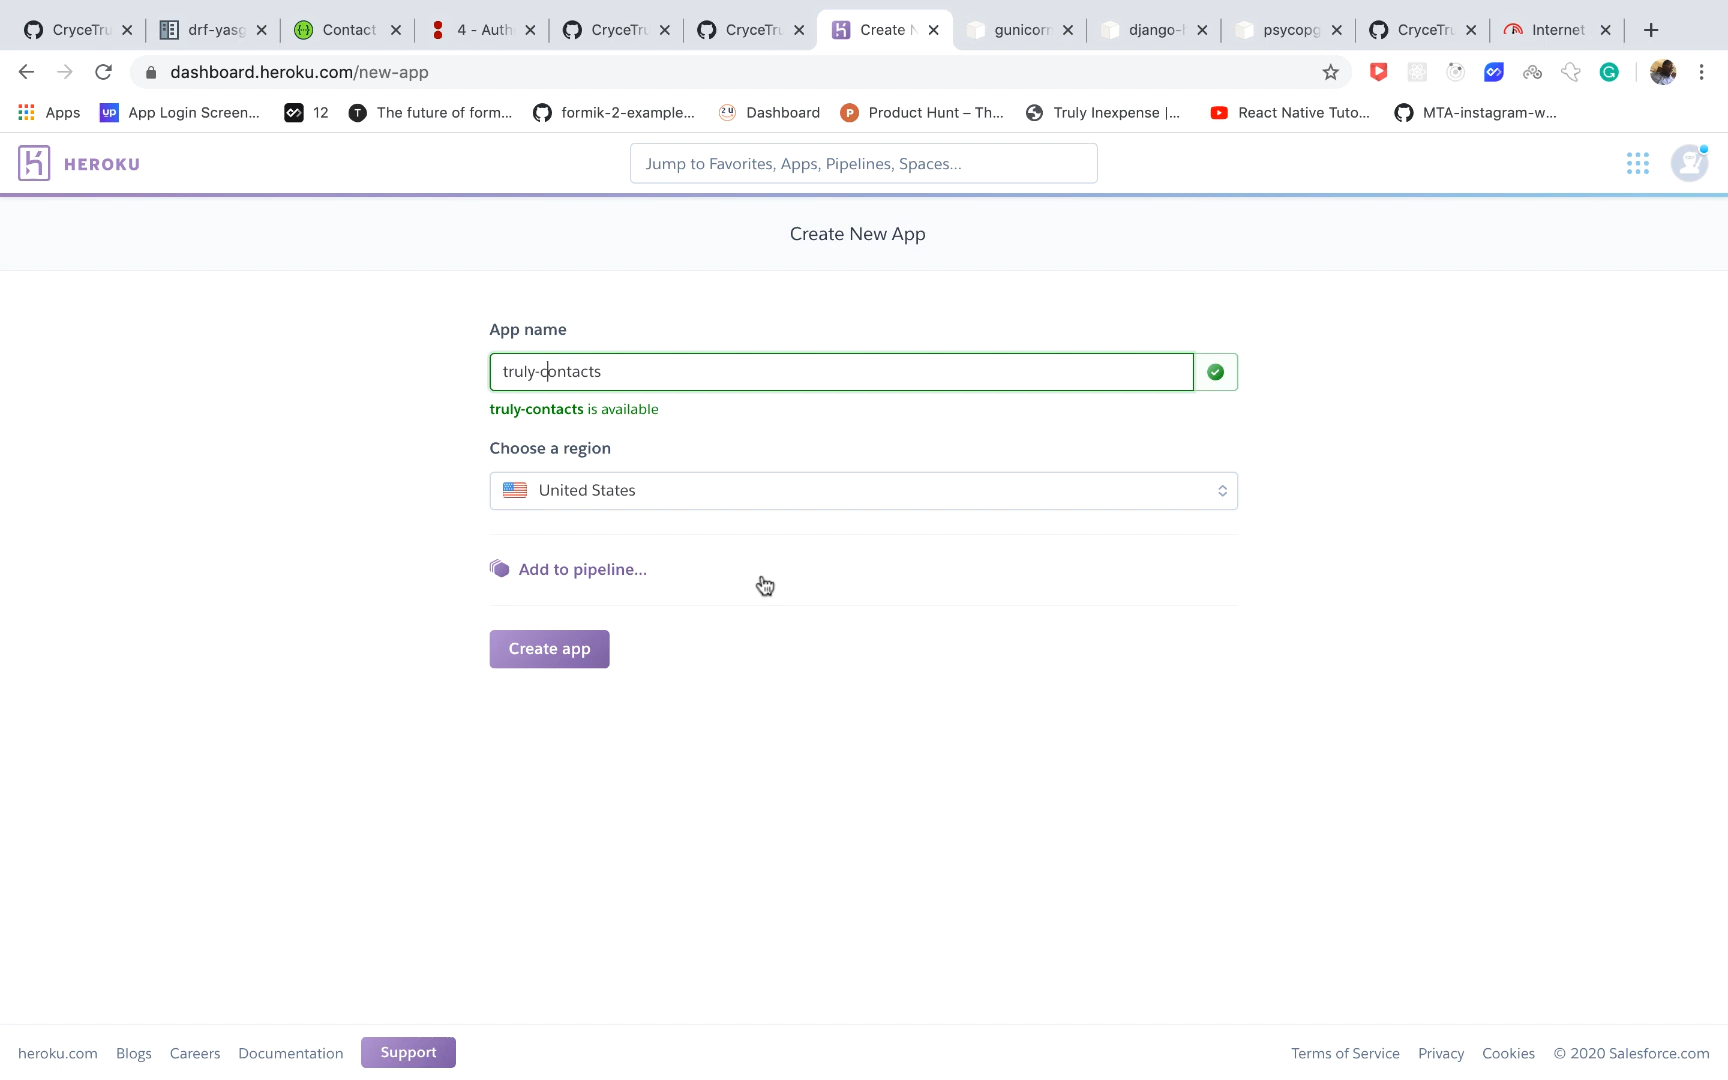 CryceTru
drf-yasg
Contact
4 - Auth
CryceTru
CryceTru
Create N
gunicorn
django-h
psycopg
CryceTru
Internet
dashboard.heroku.com/new-app
Apps
up
App Login Screen...
12
The future of form...
formik-2-example...
Dashboard
Product Hunt – Th...
Truly Inexpense |...
React Native Tuto...
MTA-instagram-w...
HEROKU
Jump to Favorites, Apps, Pipelines, Spaces...
Create New App
App name
truly-contacts
truly-contacts is available
Choose a region
United States
Add to pipeline...
Create app
heroku.com
Blogs
Careers
Documentation
Support
Terms of Service
Privacy
Cookies
© 2020 Salesforce.com